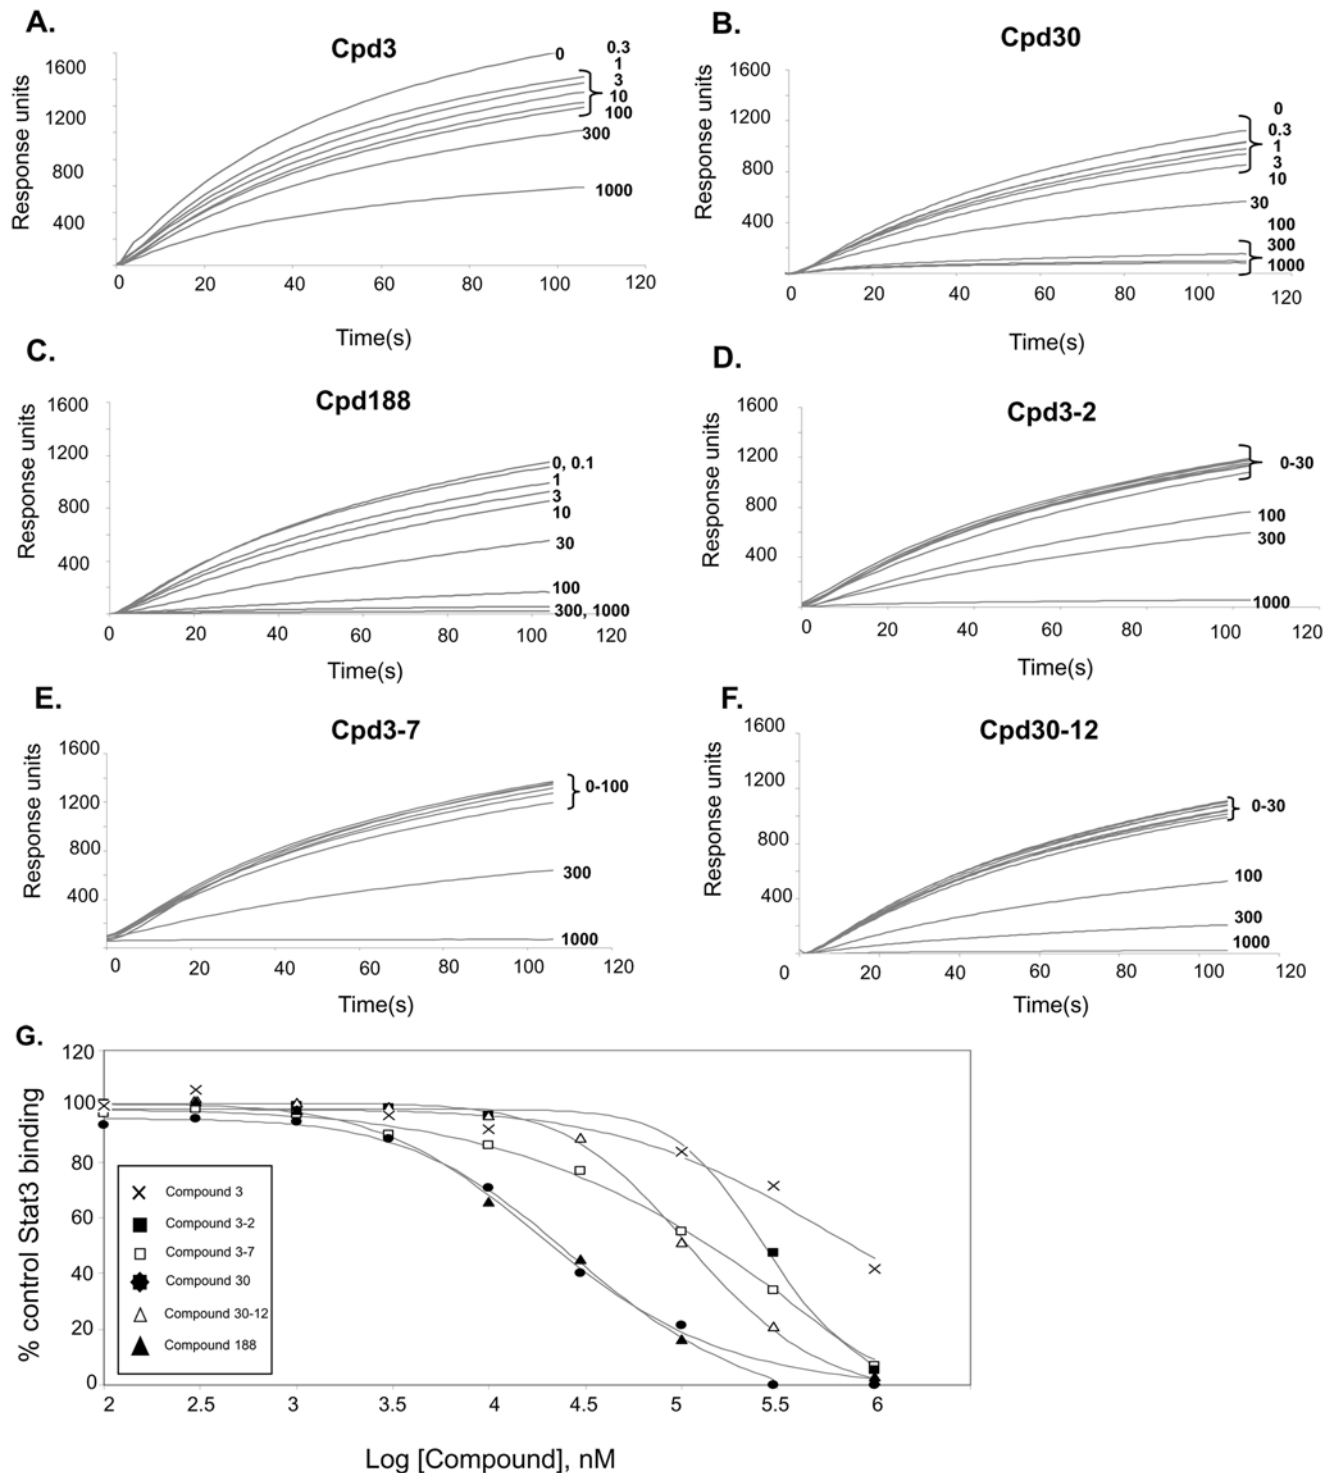 A.
Cpd3
Response units
1600
1200
800
400
0
0.3
1
3
10
100
300
1000
0 20 40 60 80 100 120
Time(s)
B.
Cpd30
Response units
1600
1200
800
400
0
0.3
1
3
10
30
100
300
1000
0 20 40 60 80 100 120
Time(s)
C.
Cpd188
Response units
1600
1200
800
400
0, 0.1
1
3
10
30
100
300, 1000
0 20 40 60 80 100 120
Time(s)
D.
Cpd3-2
Response units
1600
1200
800
400
0-30
100
300
1000
0 20 40 60 80 100 120
Time(s)
E.
Cpd3-7
Response units
1600
1200
800
400
0-100
300
1000
0 20 40 60 80 100 120
Time(s)
F.
Cpd30-12
Response units
1600
1200
800
400
0-30
100
300
1000
0 20 40 60 80 100 120
Time(s)
G.
% control Stat3 binding
120
100
80
60
40
20
0
Compound 3
Compound 3-2
Compound 3-7
Compound 30
Compound 30-12
Compound 188
2 2.5 3 3.5 4 4.5 5 5.5 6
Log [Compound], nM